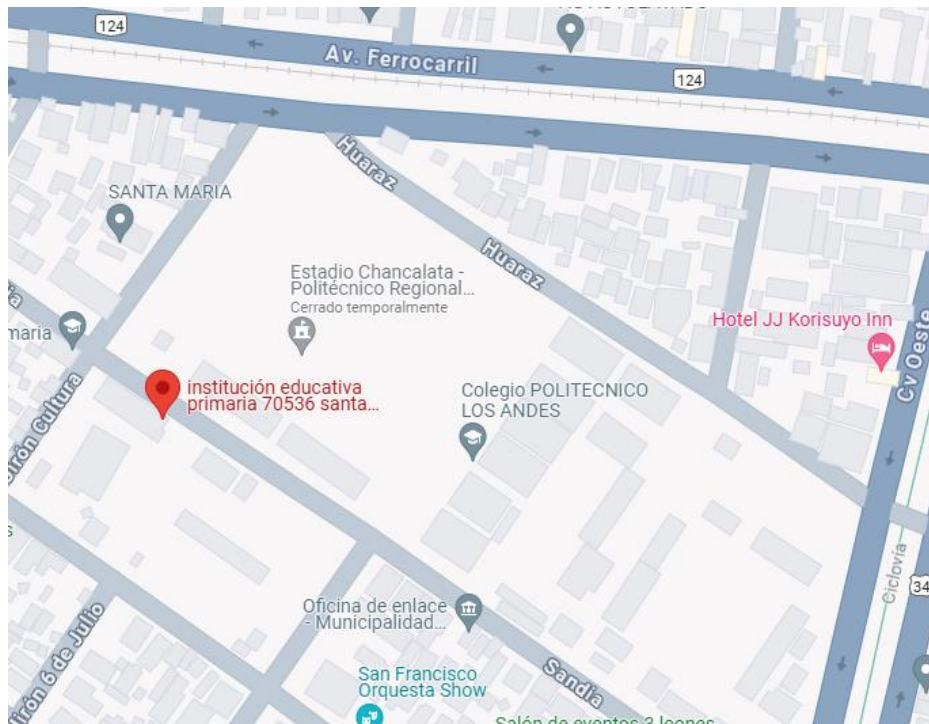 124
Av. Ferrocarril
124
Huaraz
SANTA MARIA
Huaraz
Estadio Chancalata -
Politécnico Regional...
Cerrado temporalmente
maria
Hotel JJ Korisuyo Inn
Cv Oeste
institución educativa
primaria 70536 santa...
Colegio POLITECNICO
LOS ANDES
Jirón Cultura
Ciclovía
34
Oficina de enlace
- Municipalidad...
Jirón 6 de Julio
San Francisco
Orquesta Show
Sandia
Salón de eventos 3 leones